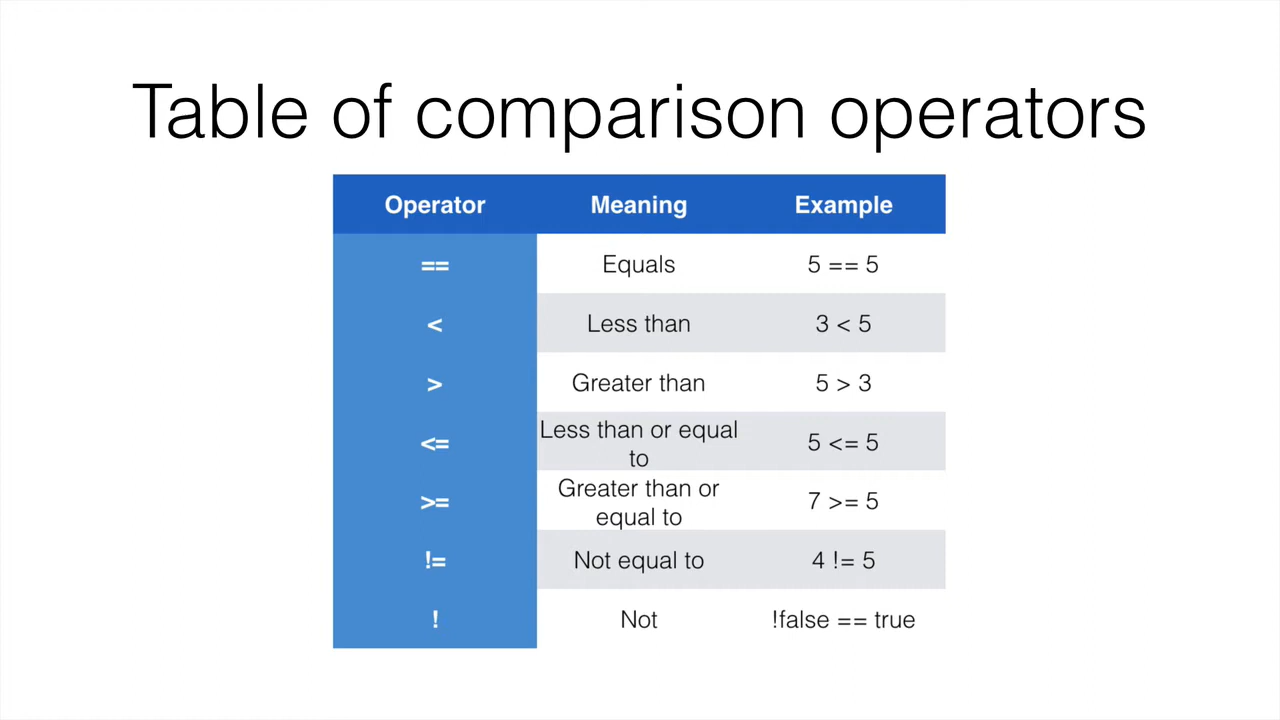 Table of comparison operators
Operator Meaning Example
== Equals 5 == 5
< Less than 3 < 5
> Greater than 5 > 3
<= Less than or equal to 5 <= 5
>= Greater than or equal to 7 >= 5
!= Not equal to 4 != 5
! Not !false == true